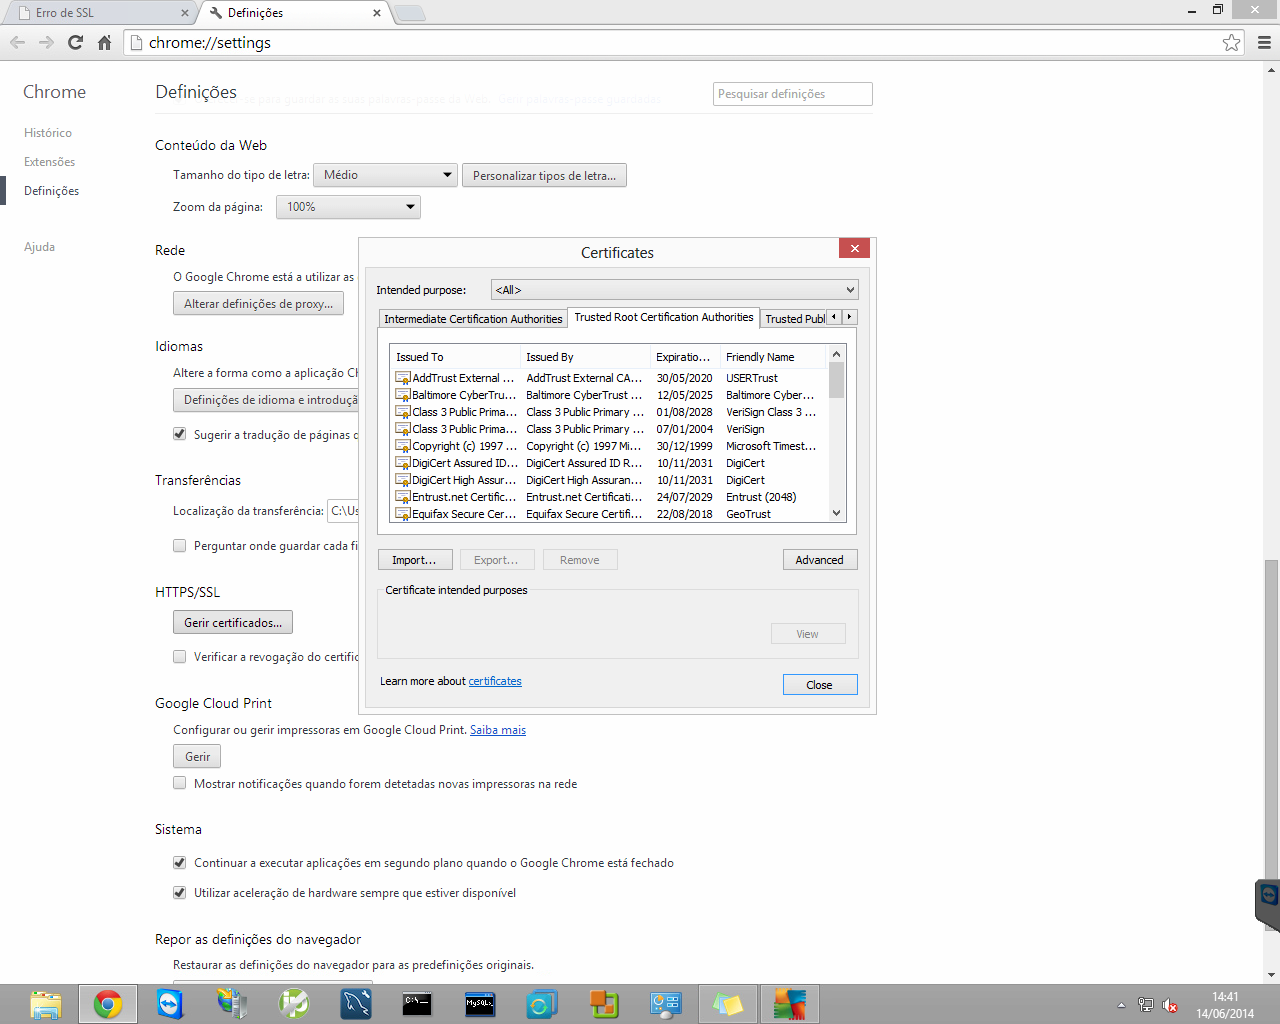 Erro de SSL
Definições
chrome://settings
Chrome
Definições
Pesquisar definições
Histórico
Extensões
Definições
Ajuda
Conteúdo da Web
Tamanho do tipo de letra:
Médio
Personalizar tipos de letra...
Zoom da página:
100%
Rede
O Google Chrome está a utilizar as
Alterar definições de proxy...
Idiomas
Altere a forma como a aplicação Ch
Definições de idioma e introduçã
Sugerir a tradução de páginas
Transferências
Localização da transferência:
C:\Us
Perguntar onde guardar cada fi
HTTPS/SSL
Gerir certificados...
Verificar a revogação do certific
Google Cloud Print
Configurar ou gerir impressoras em Google Cloud Print. Saiba mais
Gerir
Mostrar notificações quando forem detetadas novas impressoras na rede
Sistema
Continuar a executar aplicações em segundo plano quando o Google Chrome está fechado
Utilizar aceleração de hardware sempre que estiver disponível
Repor as definições do navegador
Restaurar as definições do navegador para as predefinições originais.
Certificates
Intended purpose:
<All>
Intermediate Certification Authorities
Trusted Root Certification Authorities
Trusted Publ
Issued To Issued By Expiratio... Friendly Name
AddTrust External ... AddTrust External CA... 30/05/2020 USERTrust
Baltimore CyberTru... Baltimore CyberTrust ... 12/05/2025 Baltimore Cyber...
Class 3 Public Prima... Class 3 Public Primary ... 01/08/2028 VeriSign Class 3 ...
Class 3 Public Prima... Class 3 Public Primary ... 07/01/2004 VeriSign
Copyright (c) 1997 ... Copyright (c) 1997 Mi... 30/12/1999 Microsoft Timest...
DigiCert Assured ID... DigiCert Assured ID R... 10/11/2031 DigiCert
DigiCert High Assur... DigiCert High Assuran... 10/11/2031 DigiCert
Entrust.net Certific... Entrust.net Certificati... 24/07/2029 Entrust (2048)
Equifax Secure Cer... Equifax Secure Certifi... 22/08/2018 GeoTrust
Import...
Export...
Remove
Advanced
Certificate intended purposes
View
Learn more about certificates
Close
C:\_
MySQL
14:41
14/06/2014